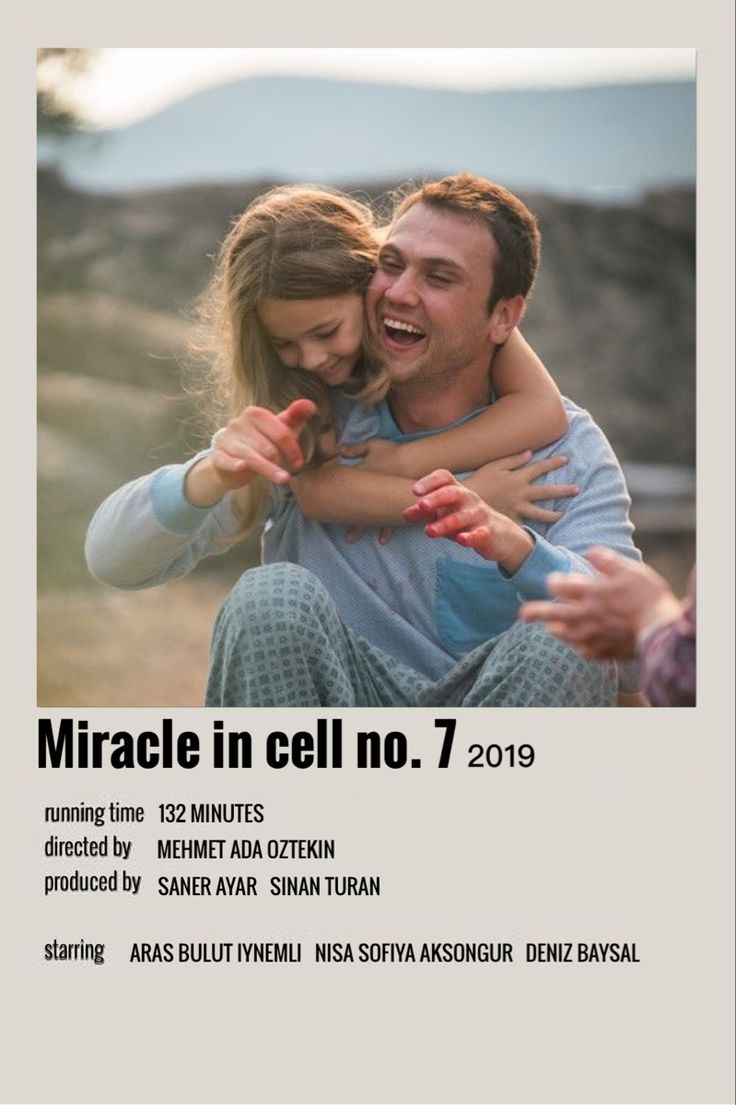 Miracle in cell no. 7 2019
running time 132 MINUTES
directed by MEHMET ADA OZTEKIN
produced by SANER AYAR SINAN TURAN
starring ARAS BULUT IYNEMLI NISA SOFIYA AKSONGUR DENIZ BAYSAL